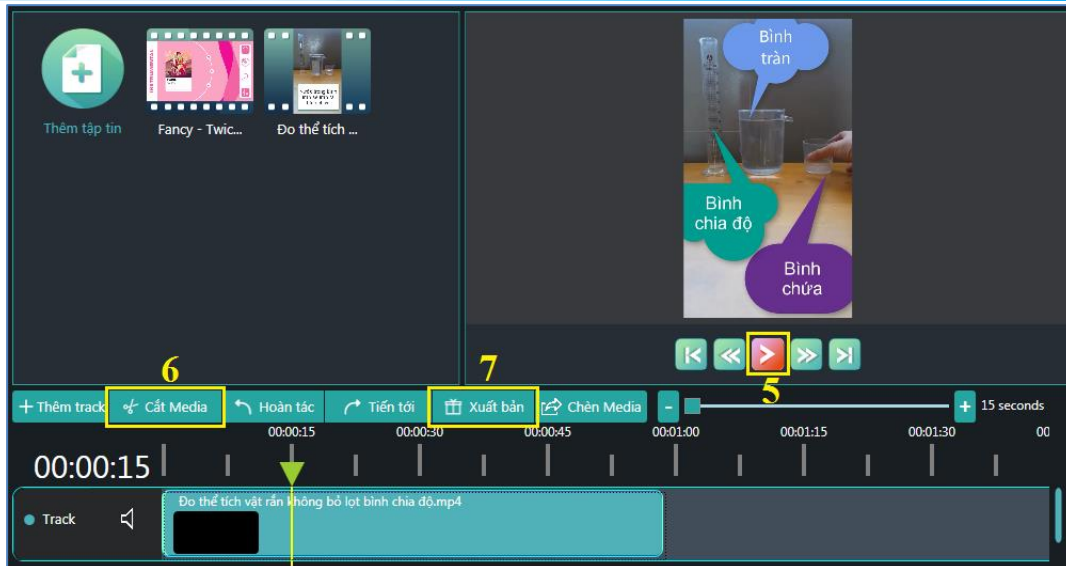 Bình
tràn
Bình
chia độ
Bình
chứa
Thêm tập tin
Fancy - Twic...
Đo thể tích ...
5
6
7
+ Thêm track
Cắt Media
Hoàn tác
Tiến tới
Xuất bản
Chèn Media
-
+
15 seconds
00:00:15
00:00:30
00:00:45
00:01:00
00:01:15
00:01:30
00
00:00:15
Đo thể tích vật rắn không bỏ lọt bình chia độ.mp4
Track